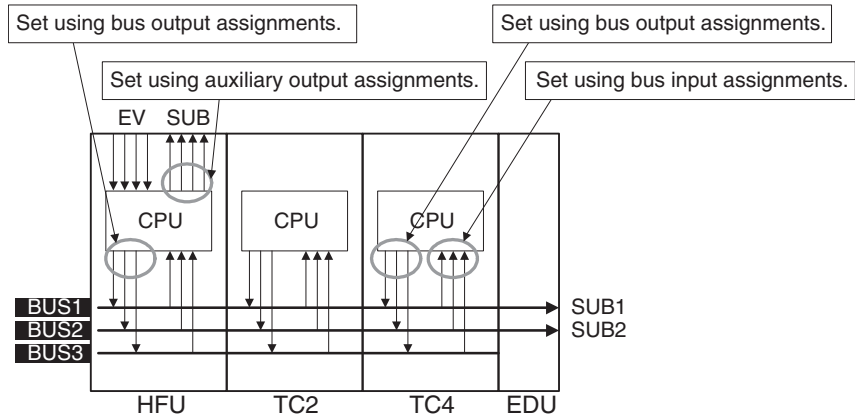 Set using bus output assignments.
Set using bus output assignments.
Set using auxiliary output assignments.
Set using bus input assignments.
EV SUB
CPU CPU CPU
BUS1 SUB1
BUS2 SUB2
BUS3
HFU TC2 TC4 EDU